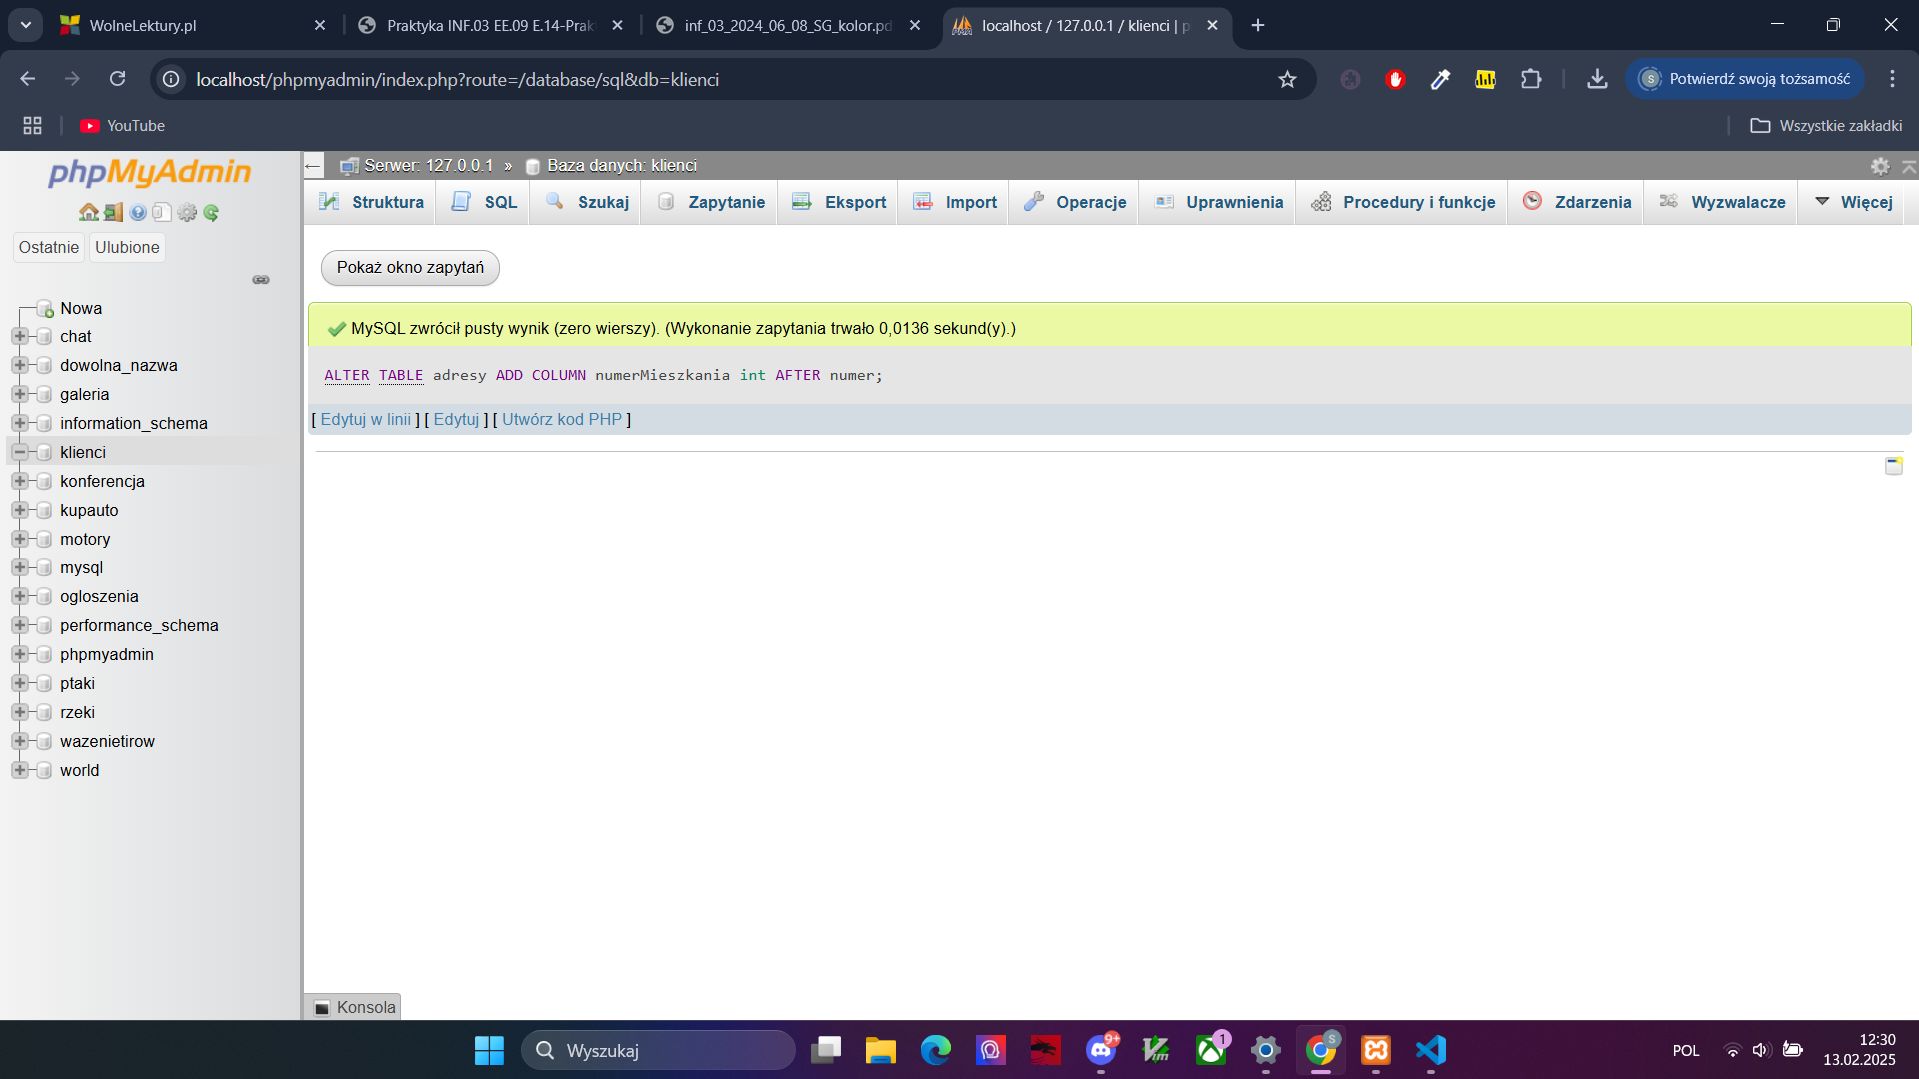 WolneLektury.pl
Praktyka INF.03 EE.09 E.14-Prak
inf_03_2024_06_08_SG_kolor.pd
localhost / 127.0.0.1 / klienci | p
localhost/phpmyadmin/index.php?route=/database/sql&db=klienci
S Potwierdź swoją tożsamość
YouTube
Wszystkie zakładki
phpMyAdmin
Ostatnie
Ulubione
Nowa
chat
dowolna_nazwa
galeria
information_schema
klienci
konferencja
kupauto
motory
mysql
ogloszenia
performance_schema
phpmyadmin
ptaki
rzeki
wazenietirow
world
Serwer: 127.0.0.1 » Baza danych: klienci
Struktura
SQL
Szukaj
Zapytanie
Eksport
Import
Operacje
Uprawnienia
Procedury i funkcje
Zdarzenia
Wyzwalacze
Więcej
Pokaż okno zapytań
MySQL zwrócił pusty wynik (zero wierszy). (Wykonanie zapytania trwało 0,0136 sekund(y).)
ALTER TABLE adresy ADD COLUMN numerMieszkania int AFTER numer;
[ Edytuj w linii ] [ Edytuj ] [ Utwórz kod PHP ]
Konsola
Wyszukaj
9+
1
S
POL
12:30
13.02.2025